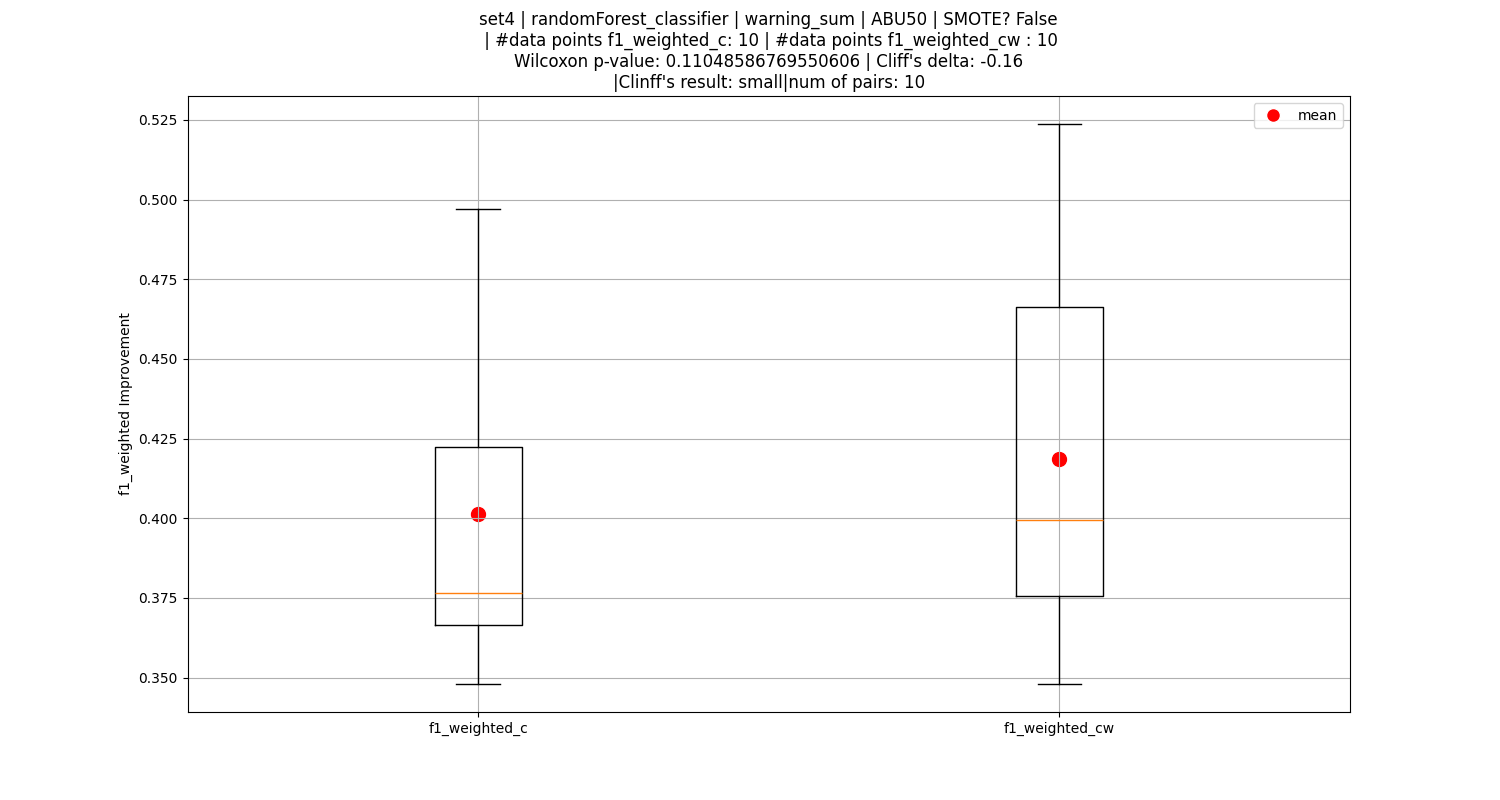 set4 | randomForest_classifier | warning_sum | ABU50 | SMOTE? False
| #data points f1_weighted_c: 10 | #data points f1_weighted_cw : 10
Wilcoxon p-value: 0.11048586769550606 | Cliff's delta: -0.16
|Clinff's result: small|num of pairs: 10
mean
0.525
0.500
0.475
0.450
0.425
0.400
0.375
0.350
f1_weighted Improvement
f1_weighted_c
f1_weighted_cw